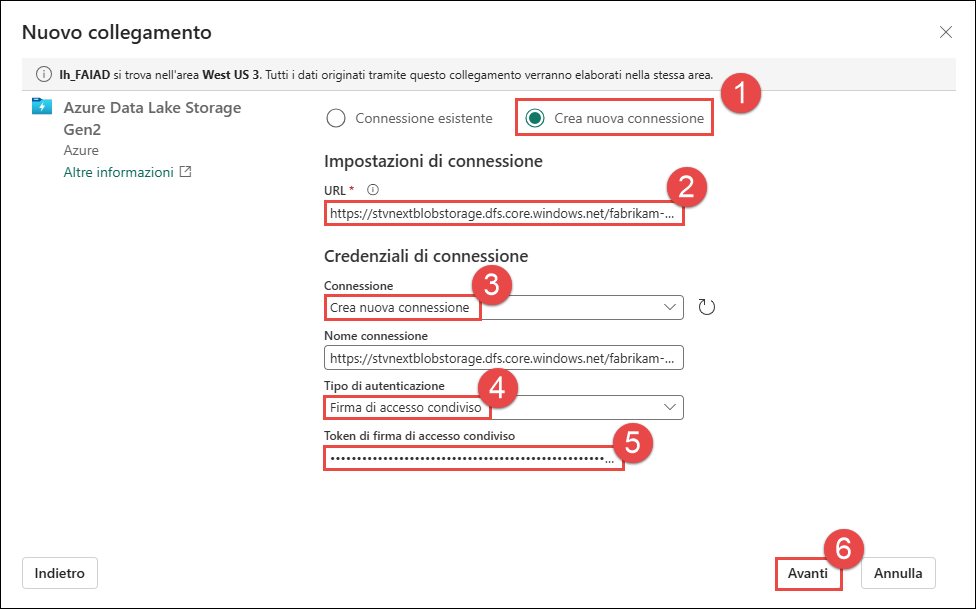 Nuovo collegamento
lh_FAIAD si trova nell'area West US 3. Tutti i dati originati tramite questo collegamento verranno elaborati nella stessa area.
1
Azure Data Lake Storage
Gen2
Azure
Altre informazioni
Connessione esistente
Crea nuova connessione
Impostazioni di connessione
2
URL *
https://stvnextblobstorage.dfs.core.windows.net/fabrikam-...
Credenziali di connessione
3
Connessione
Crea nuova connessione
Nome connessione
https://stvnextblobstorage.dfs.core.windows.net/fabrikam-...
4
Tipo di autenticazione
Firma di accesso condiviso
5
Token di firma di accesso condiviso
6
Indietro
Avanti
Annulla